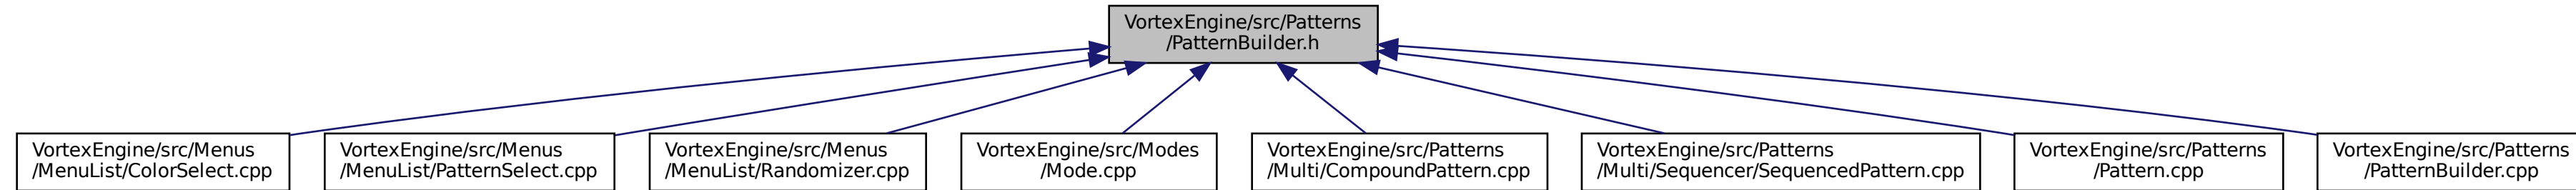 VortexEngine/src/Patterns
/PatternBuilder.h
VortexEngine/src/Menus
/MenuList/ColorSelect.cpp
VortexEngine/src/Menus
/MenuList/PatternSelect.cpp
VortexEngine/src/Menus
/MenuList/Randomizer.cpp
VortexEngine/src/Modes
/Mode.cpp
VortexEngine/src/Patterns
/Multi/CompoundPattern.cpp
VortexEngine/src/Patterns
/Multi/Sequencer/SequencedPattern.cpp
VortexEngine/src/Patterns
/Pattern.cpp
VortexEngine/src/Patterns
/PatternBuilder.cpp